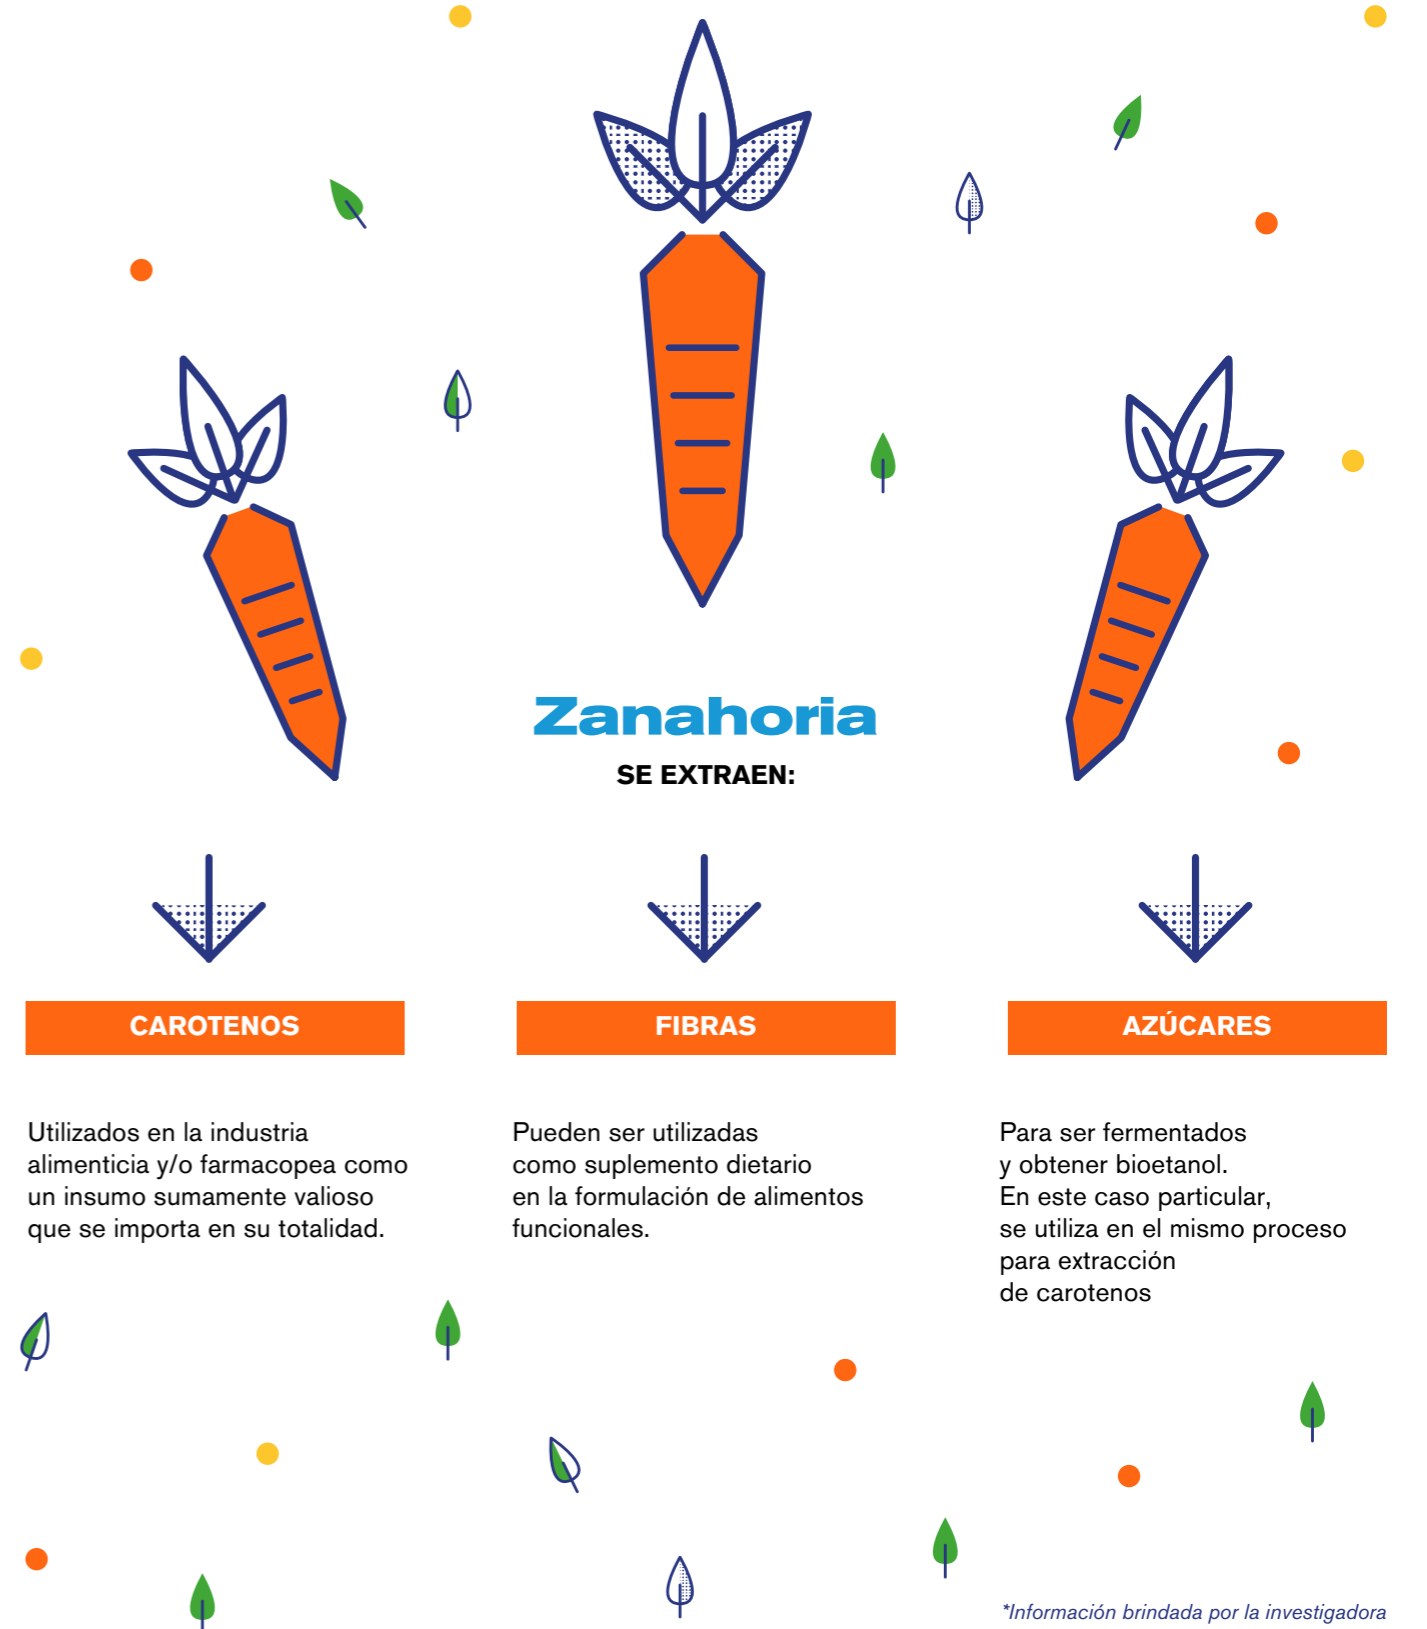 Zanahoria
SE EXTRAEN:
CAROTENOS
Utilizados en la industria
alimenticia y/o farmacopea como
un insumo sumamente valioso
que se importa en su totalidad.
FIBRAS
Pueden ser utilizadas
como suplemento dietario
en la formulación de alimentos
funcionales.
AZÚCARES
Para ser fermentados
y obtener bioetanol.
En este caso particular,
se utiliza en el mismo proceso
para extracción
de carotenos
*Información brindada por la investigadora